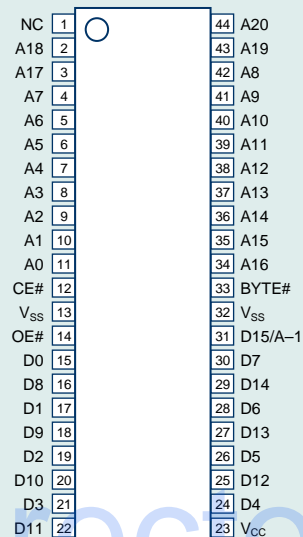 NC 1 44 A20
A18 2 43 A19
A17 3 42 A8
A7 4 41 A9
A6 5 40 A10
A5 6 39 A11
A4 7 38 A12
A3 8 37 A13
A2 9 36 A14
A1 10 35 A15
A0 11 34 A16
CE# 12 33 BYTE#
VSS 13 32 VSS
OE# 14 31 D15/A–1
D0 15 30 D7
D8 16 29 D14
D1 17 28 D6
D9 18 27 D13
D2 19 26 D5
D10 20 25 D12
D3 21 24 D4
D11 22 23 VCC